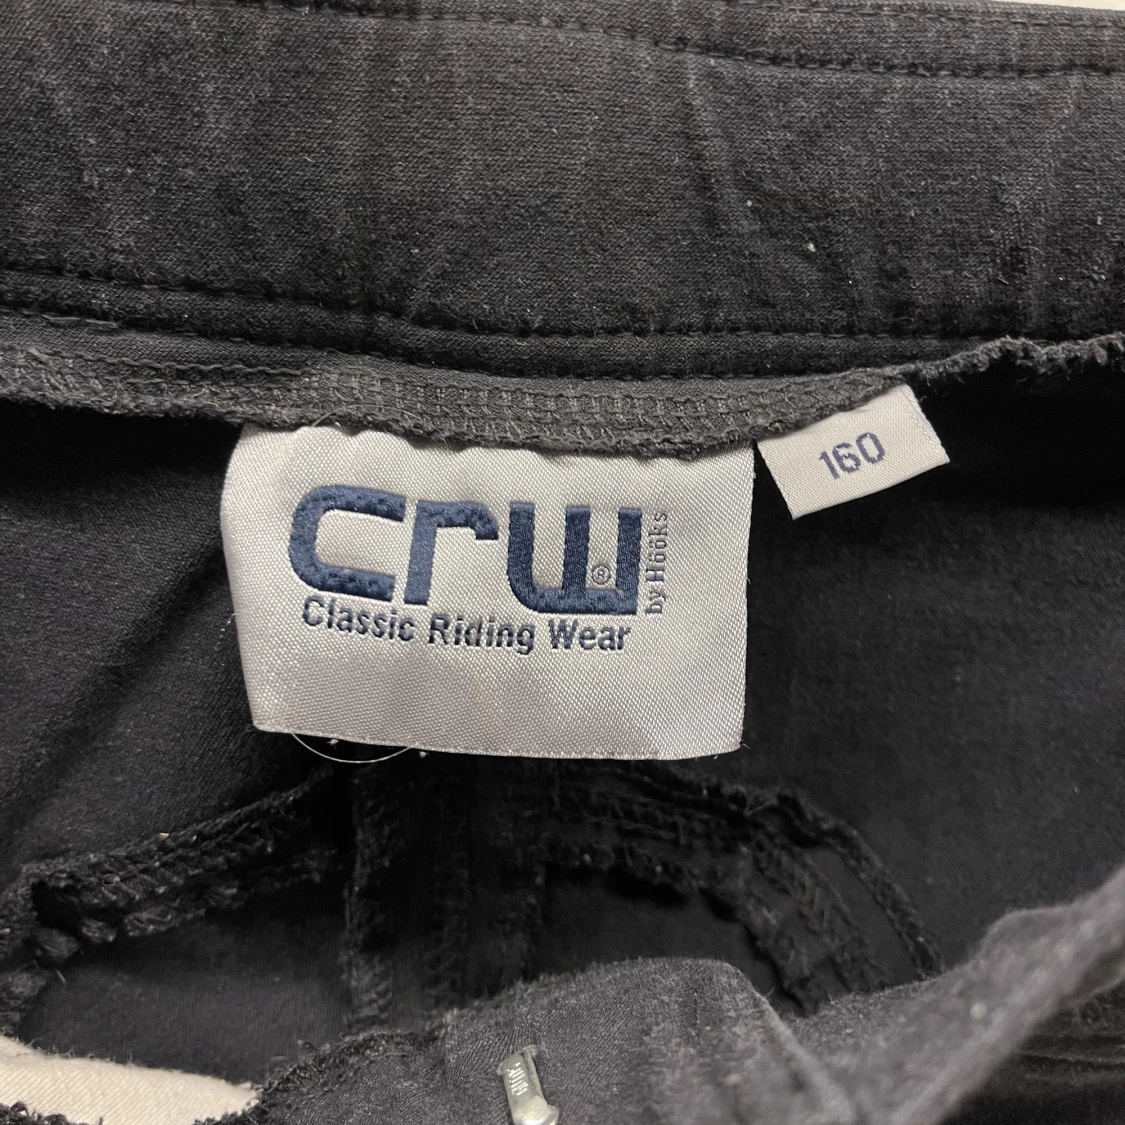 crw®
by Hööks
Classic Riding Wear
160